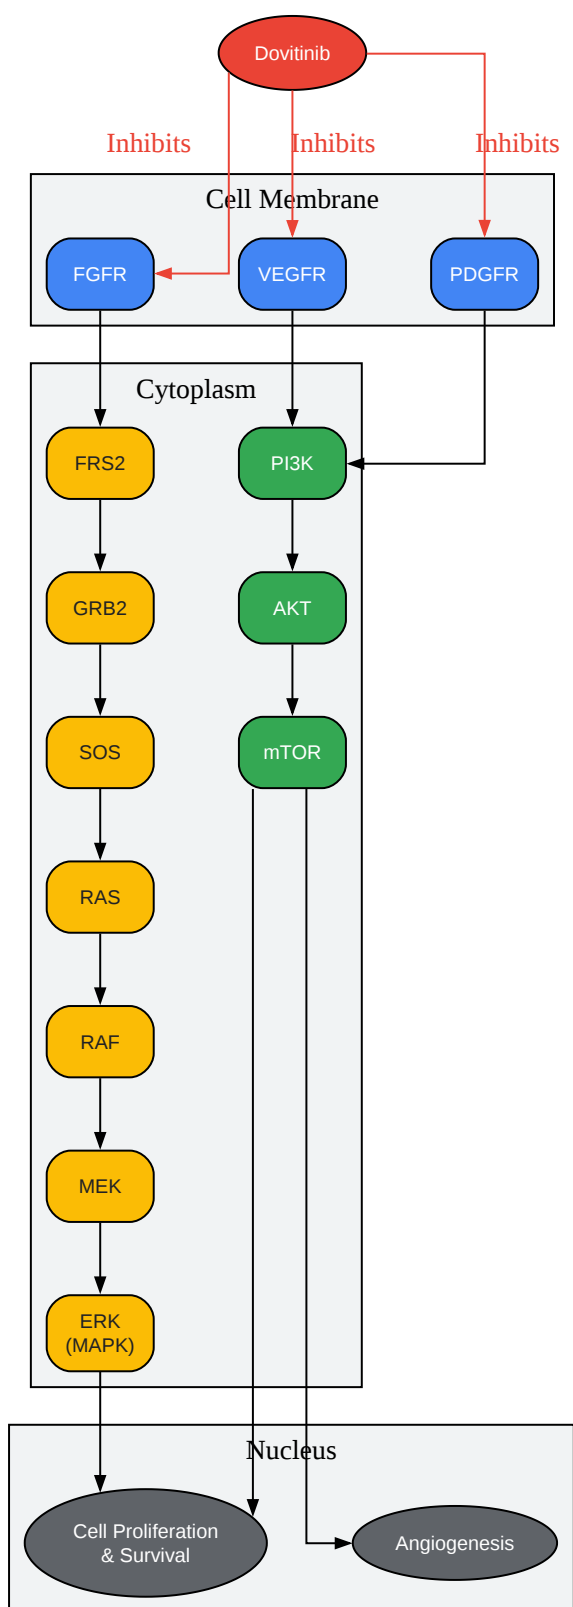 Dovitinib
Inhibits
Inhibits
Inhibits
Cell Membrane
FGFR
VEGFR
PDGFR
Cytoplasm
FRS2
PI3K
GRB2
AKT
SOS
mTOR
RAS
RAF
MEK
ERK
(MAPK)
Nucleus
Cell Proliferation
& Survival
Angiogenesis